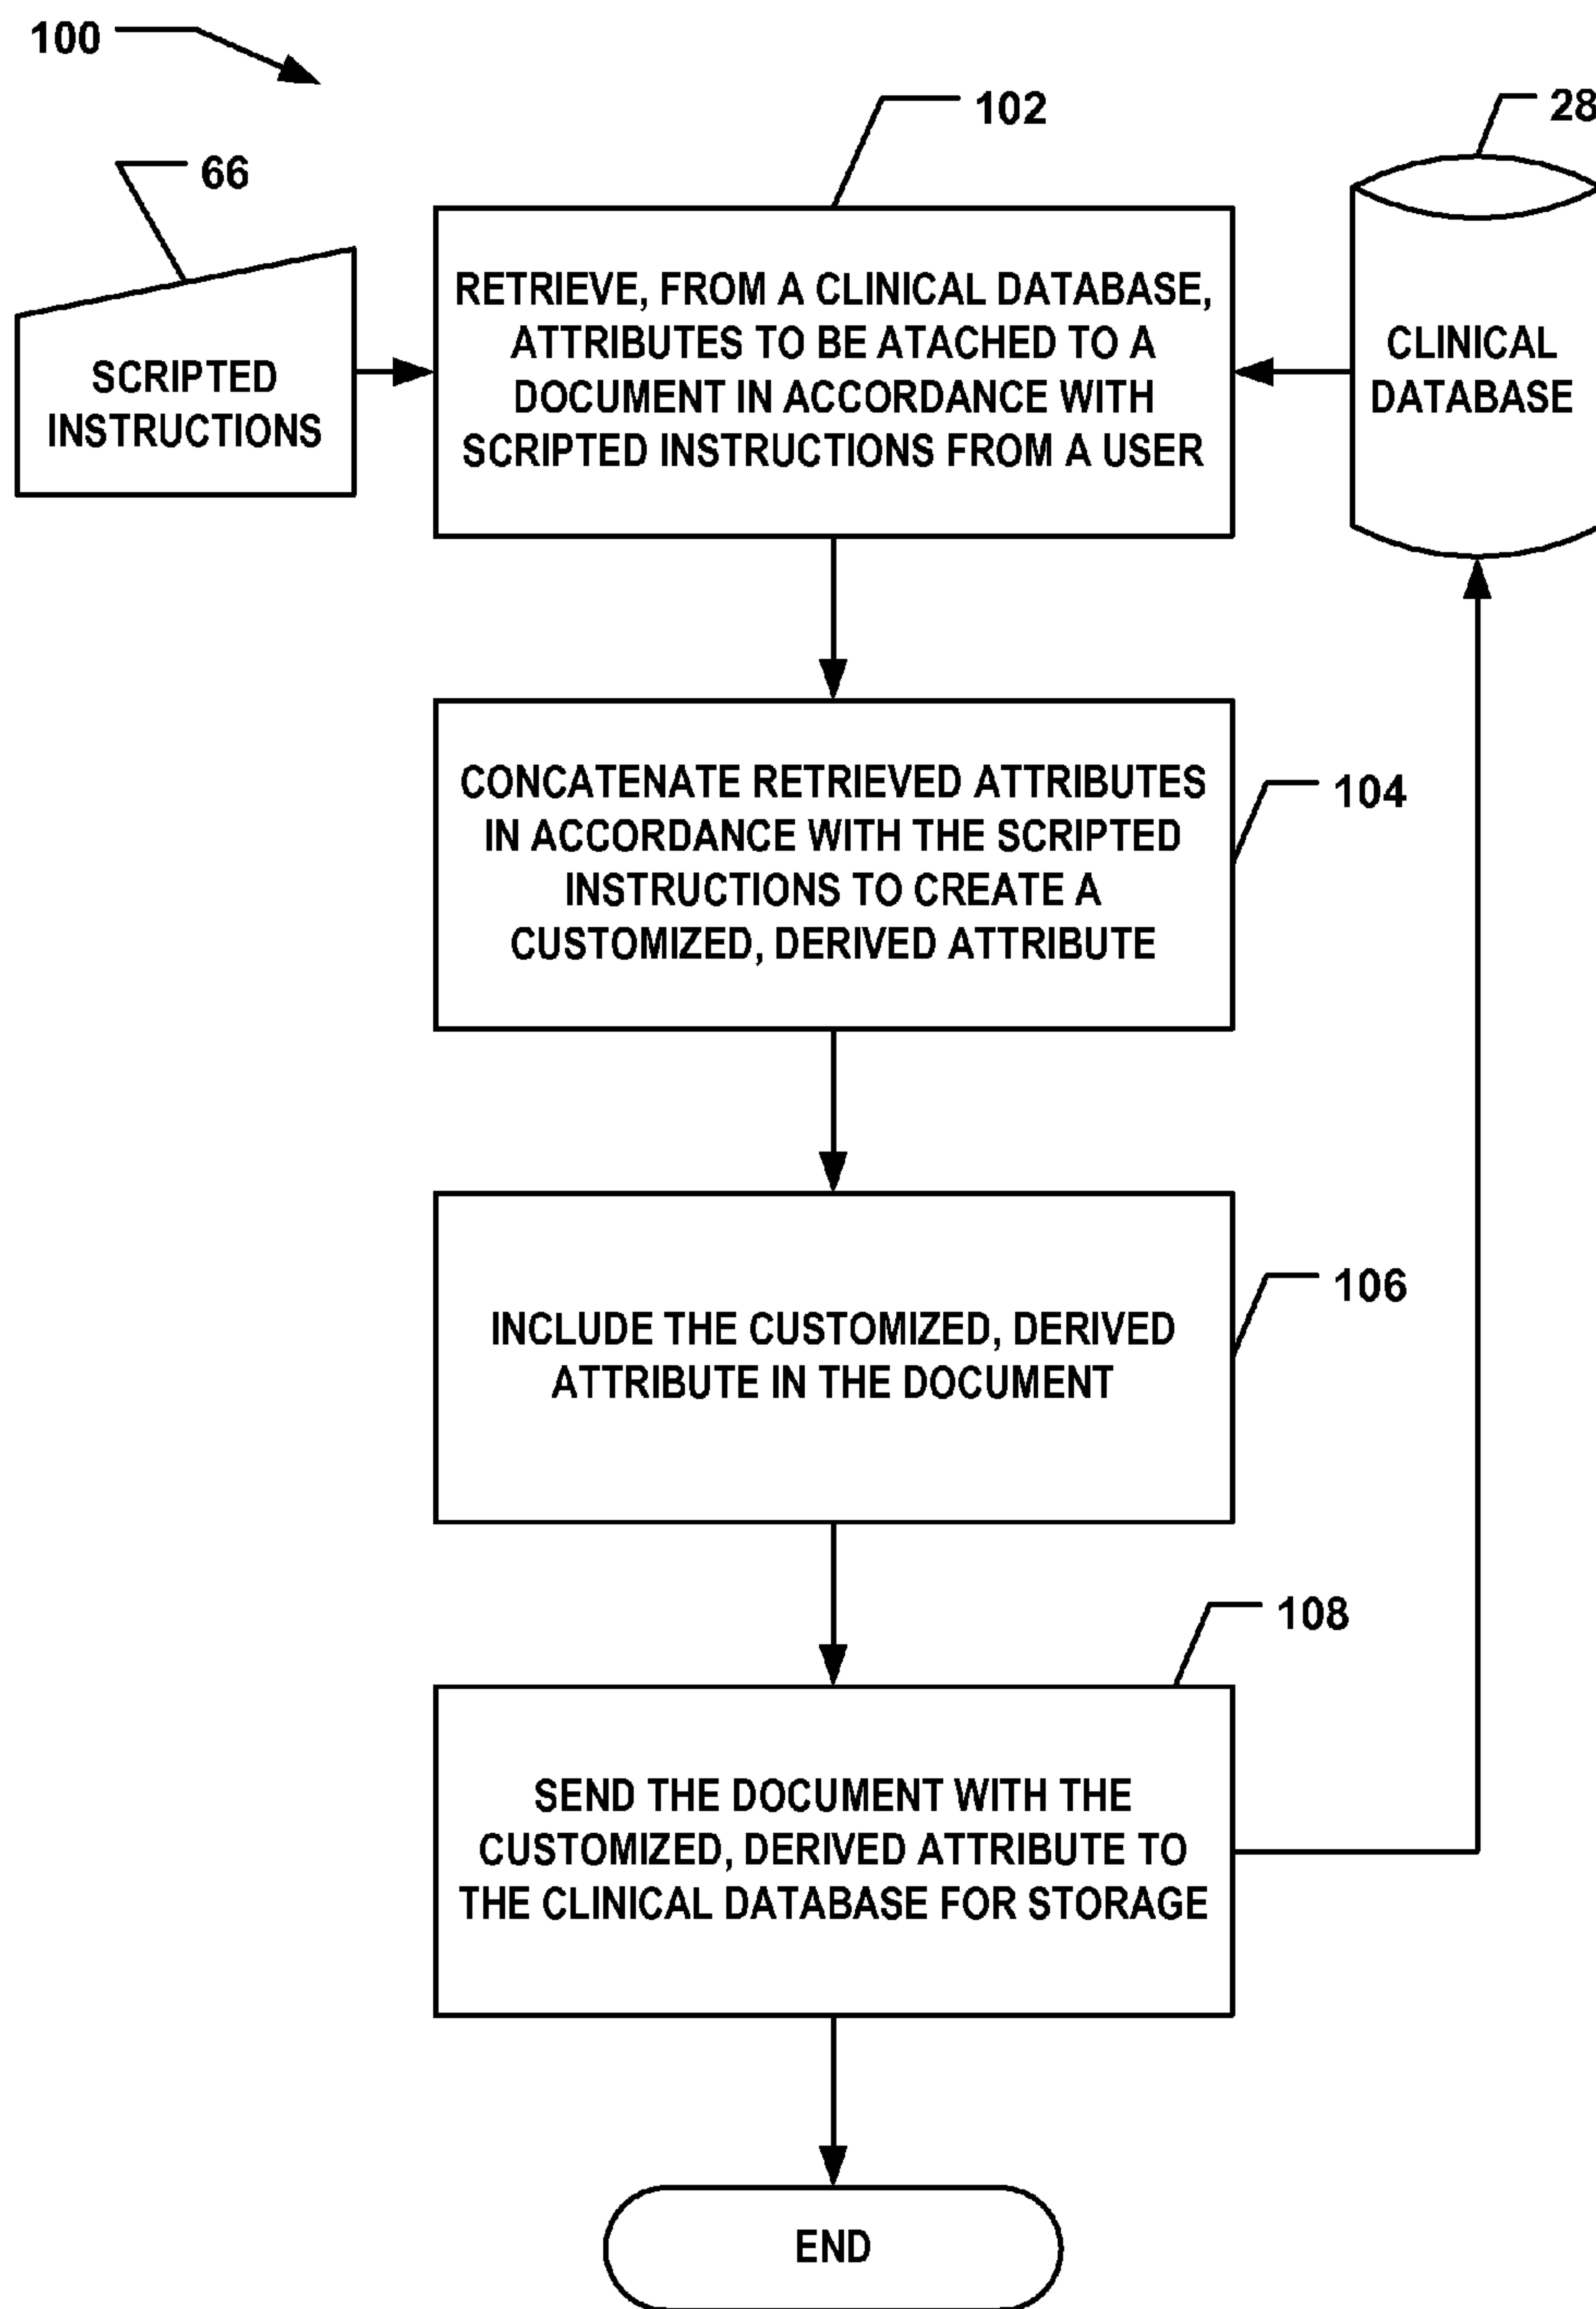 100
102
28
66
RETRIEVE, FROM A CLINICAL DATABASE,
ATTRIBUTES TO BE ATACHED TO A
DOCUMENT IN ACCORDANCE WITH
SCRIPTED INSTRUCTIONS FROM A USER
SCRIPTED
INSTRUCTIONS
CLINICAL
DATABASE
CONCATENATE RETRIEVED ATTRIBUTES
IN ACCORDANCE WITH THE SCRIPTED
INSTRUCTIONS TO CREATE A
CUSTOMIZED, DERIVED ATTRIBUTE
104
INCLUDE THE CUSTOMIZED, DERIVED
ATTRIBUTE IN THE DOCUMENT
106
108
SEND THE DOCUMENT WITH THE
CUSTOMIZED, DERIVED ATTRIBUTE TO
THE CLINICAL DATABASE FOR STORAGE
END